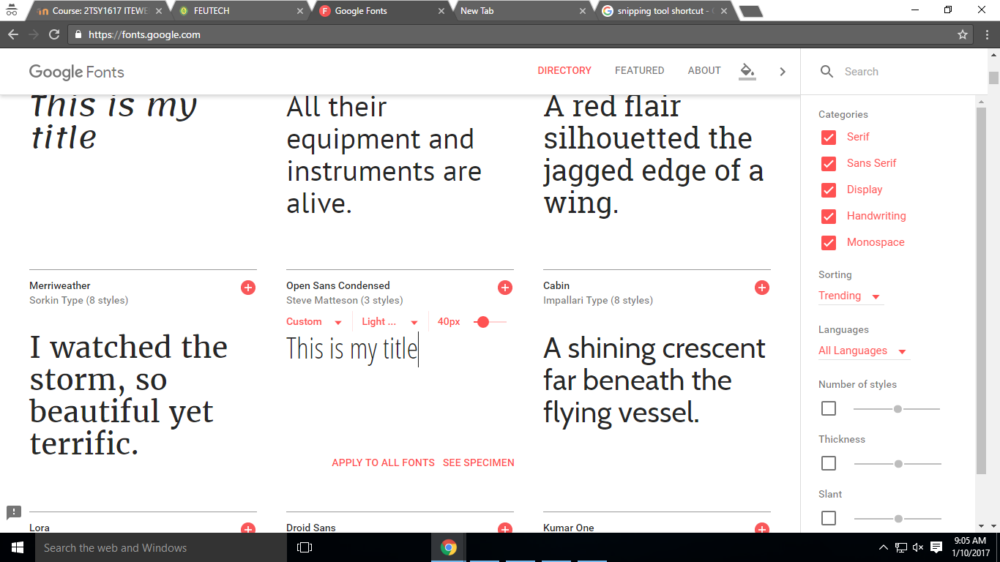 Course: 2TSY1617 ITEWE
FEUTECH
Google Fonts
New Tab
snipping tool shortcut -
https://fonts.google.com
Google Fonts
DIRECTORY
FEATURED
ABOUT
Search
This is my
title
All their
equipment and
instruments are
alive.
A red flair
silhouetted the
jagged edge of a
wing.
Merriweather
Sorkin Type (8 styles)
I watched the
storm, so
beautiful yet
terrific.
Open Sans Condensed
Steve Matteson (3 styles)
Custom
Light ...
40px
This is my title
APPLY TO ALL FONTS
SEE SPECIMEN
Cabin
Impallari Type (8 styles)
A shining crescent
far beneath the
flying vessel.
Lora
Droid Sans
Kumar One
Categories
Serif
Sans Serif
Display
Handwriting
Monospace
Sorting
Trending
Languages
All Languages
Number of styles
Thickness
Slant
Search the web and Windows
9:05 AM
1/10/2017